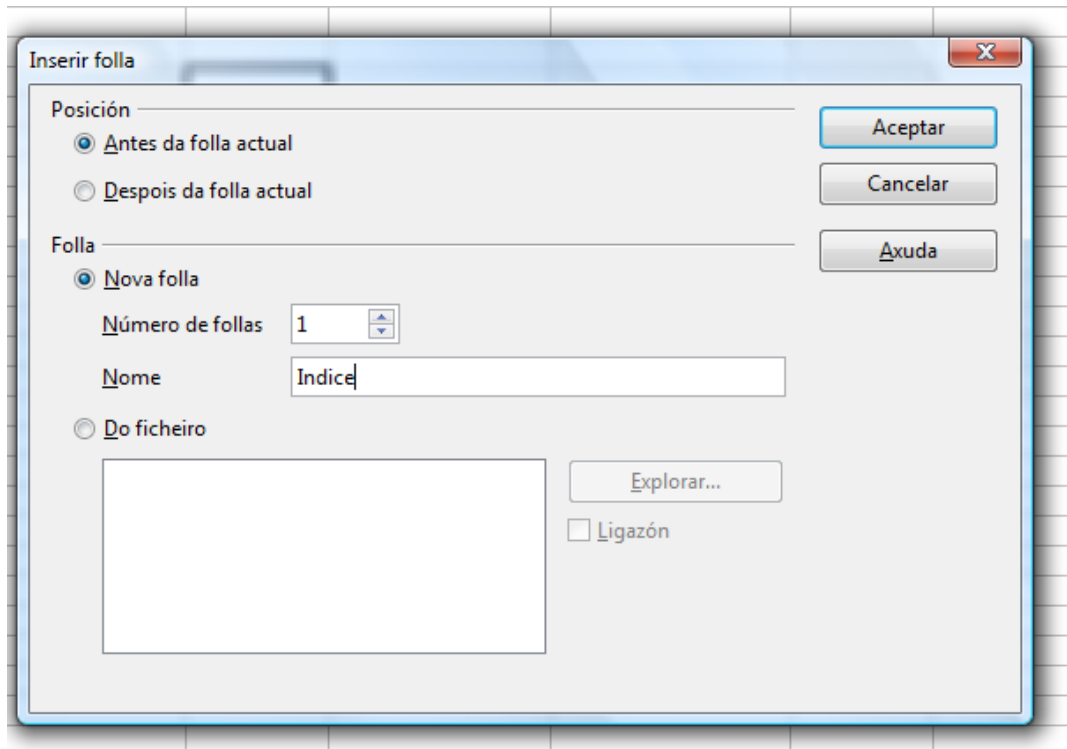 Inserir folla
Posición
Antes da folla actual
Despois da folla actual
Aceptar
Cancelar
Axuda
Folla
Nova folla
Número de follas 1
Nome Indice
Do ficheiro
Explorar...
Ligazón